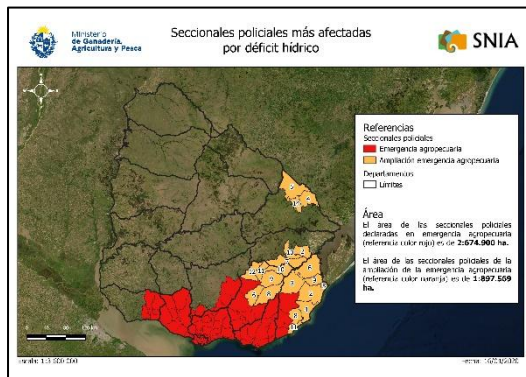 Ministerio
de Ganadería,
Agricultura y Pesca
Seccionales policiales más afectadas
por déficit hídrico
SNIA
Referencias
Seccionales policiales
Emergencia agropecuaria
Ampliación emergencia agropecuaria
Departamentos
Límites
Área
El área de las seccionales policiales
declaradas en emergencia agropecuaria
(referencia color rojo) es de 2:674.900 ha.
El área de las seccionales policiales de la
ampliación de la emergencia agropecuaria
(referencia color naranja) es de 1:897.559
ha.